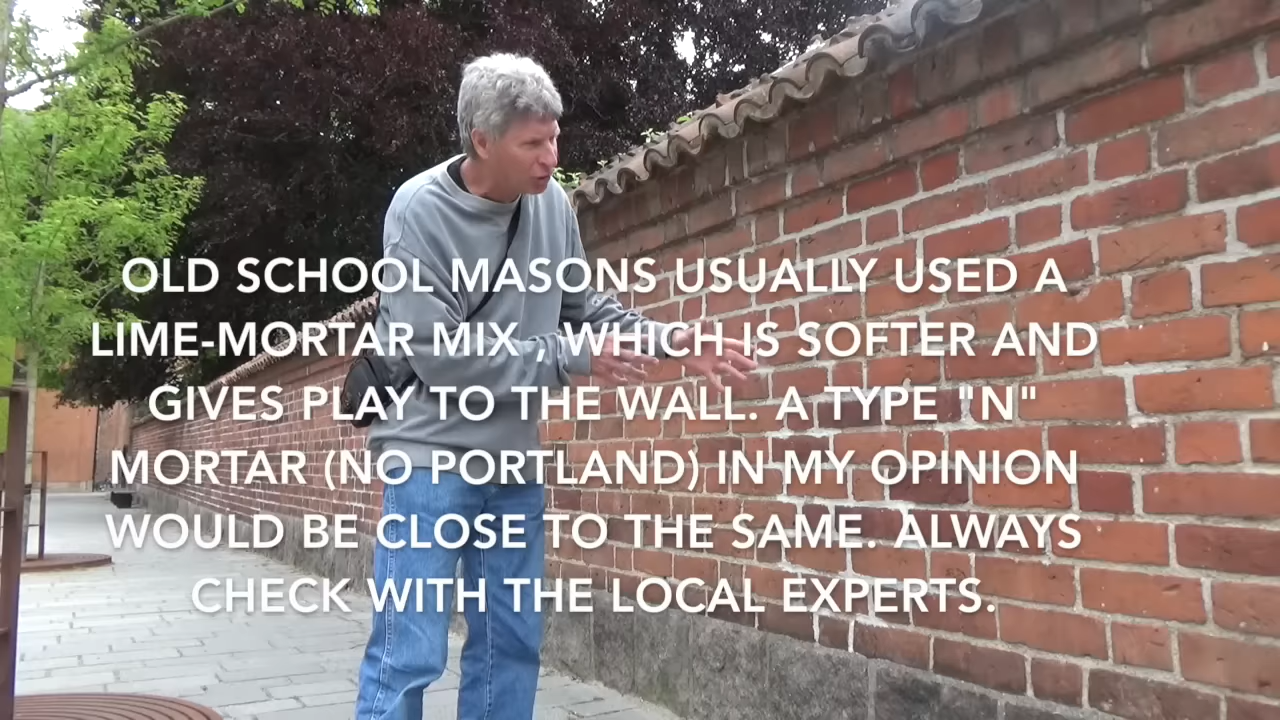 OLD SCHOOL MASONS USUALLY USED A
LIME-MORTAR MIX , WHICH IS SOFTER AND
GIVES PLAY TO THE WALL. A TYPE "N"
MORTAR (NO PORTLAND) IN MY OPINION
WOULD BE CLOSE TO THE SAME. ALWAYS
CHECK WITH THE LOCAL EXPERTS.